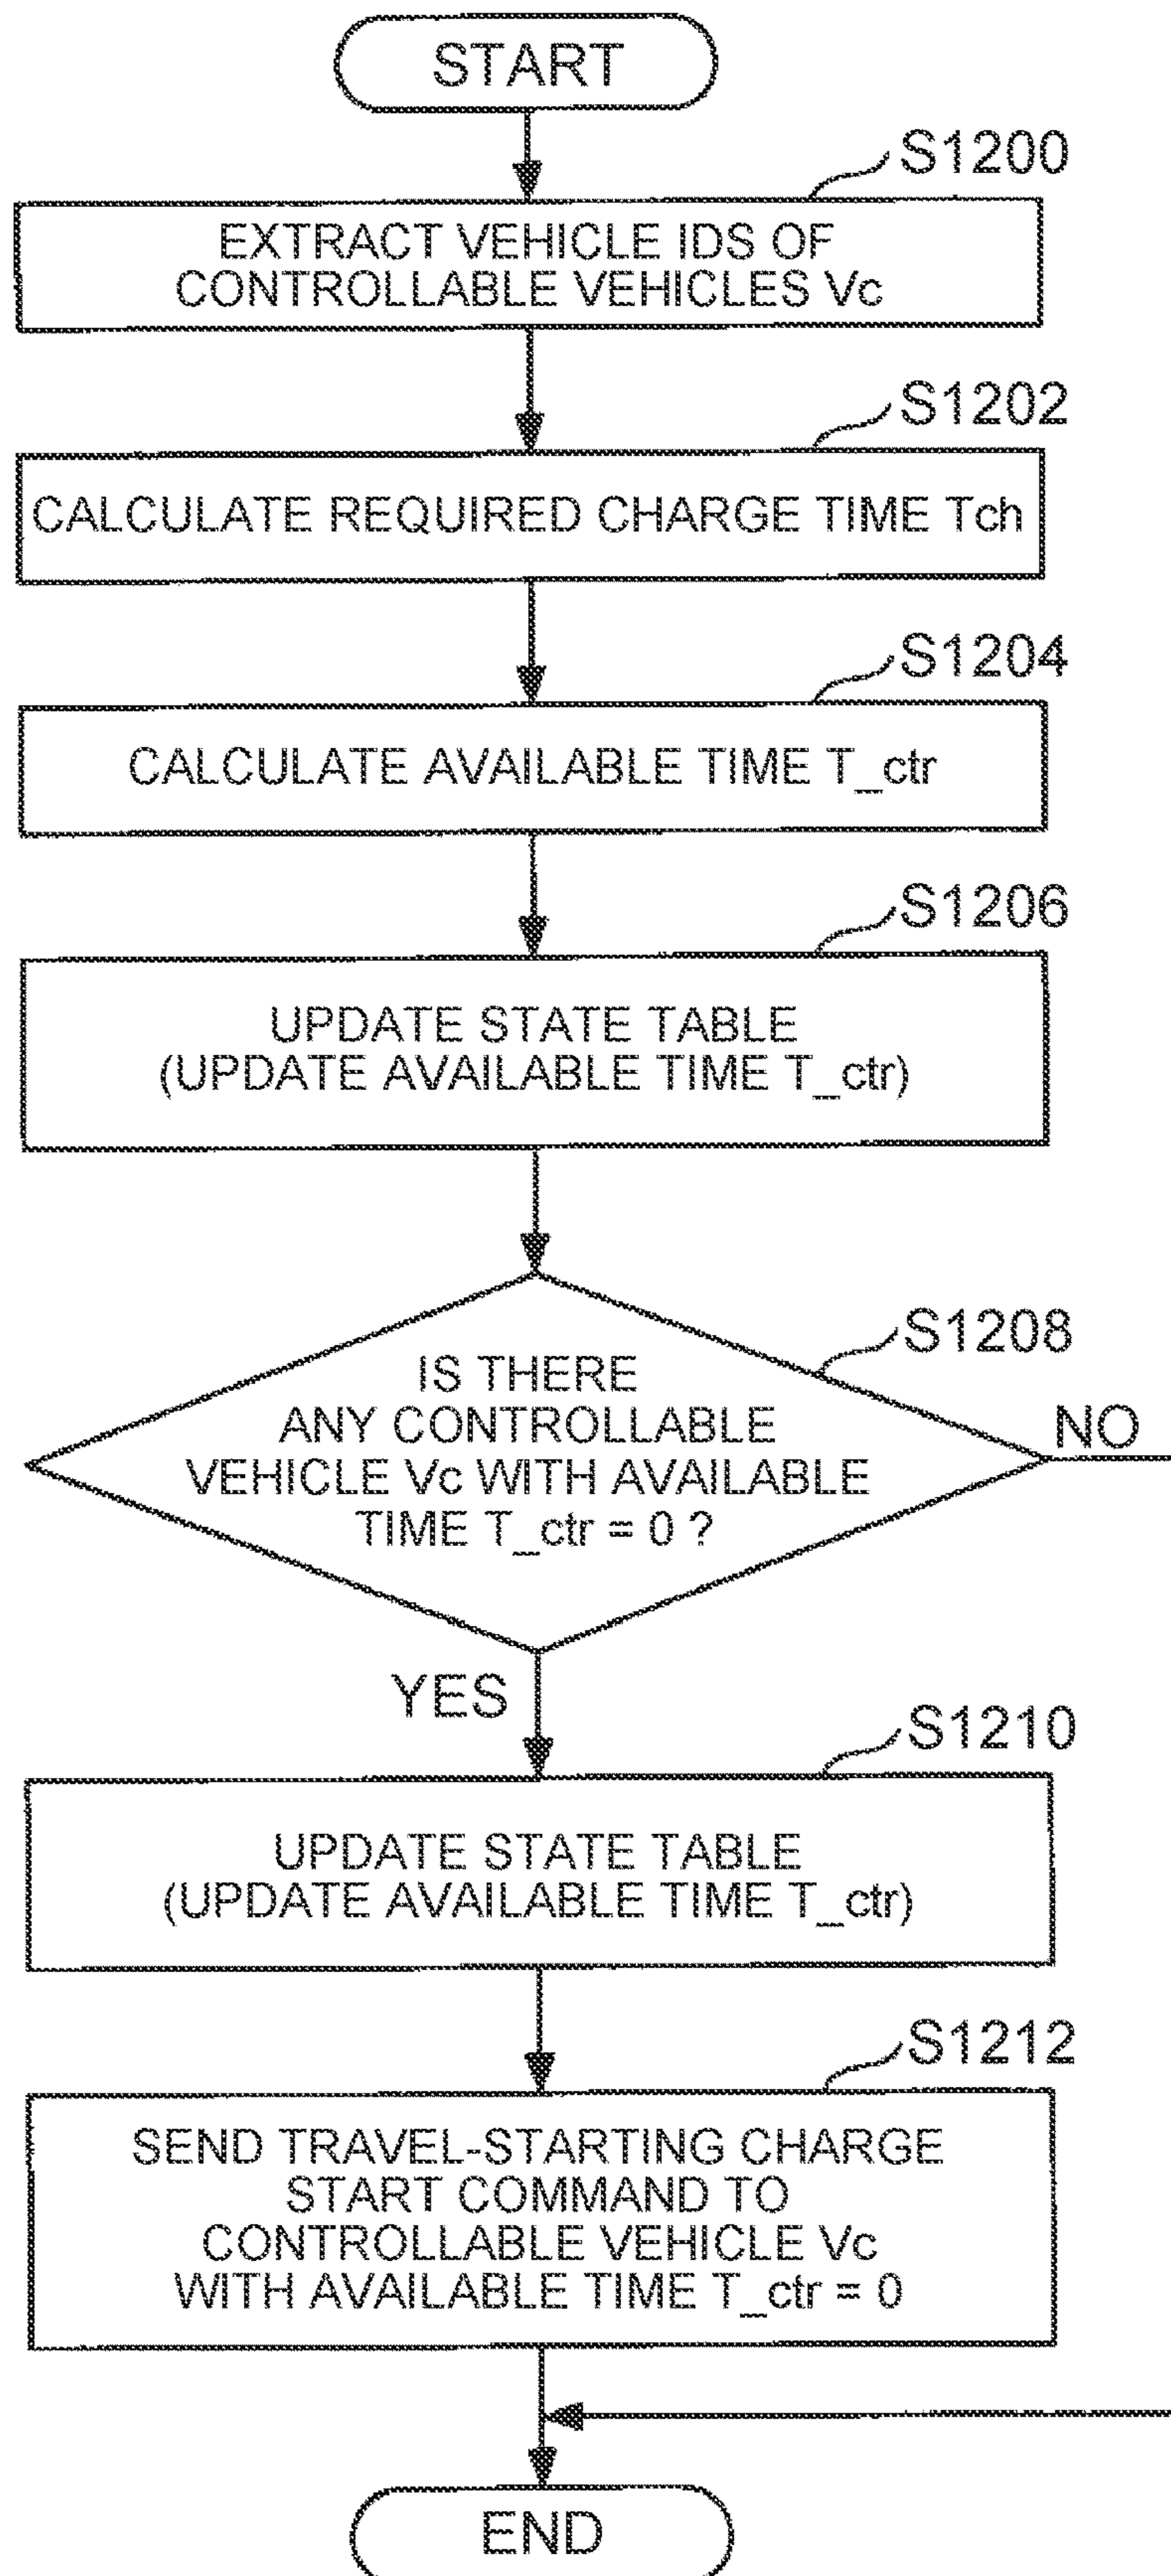 START
S1200
EXTRACT VEHICLE IDS OF
CONTROLLABLE VEHICLES Vc
S1202
CALCULATE REQUIRED CHARGE TIME Tch
S1204
CALCULATE AVAILABLE TIME T_ctr
S1206
UPDATE STATE TABLE
(UPDATE AVAILABLE TIME T_ctr)
S1208
IS THERE
ANY CONTROLLABLE
VEHICLE Vc WITH AVAILABLE
TIME T_ctr = 0 ?
NO
YES
S1210
UPDATE STATE TABLE
(UPDATE AVAILABLE TIME T_ctr)
S1212
SEND TRAVEL-STARTING CHARGE
START COMMAND TO
CONTROLLABLE VEHICLE Vc
WITH AVAILABLE TIME T_ctr = 0
END